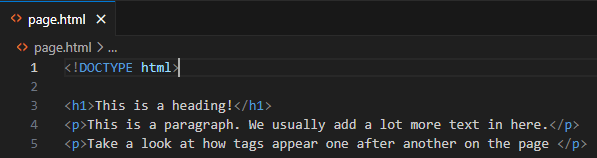 page.html
page.html > ...
1 <!DOCTYPE html>
2
3 <h1>This is a heading!</h1>
4 <p>This is a paragraph. We usually add a lot more text in here.</p>
5 <p>Take a look at how tags appear one after another on the page </p>